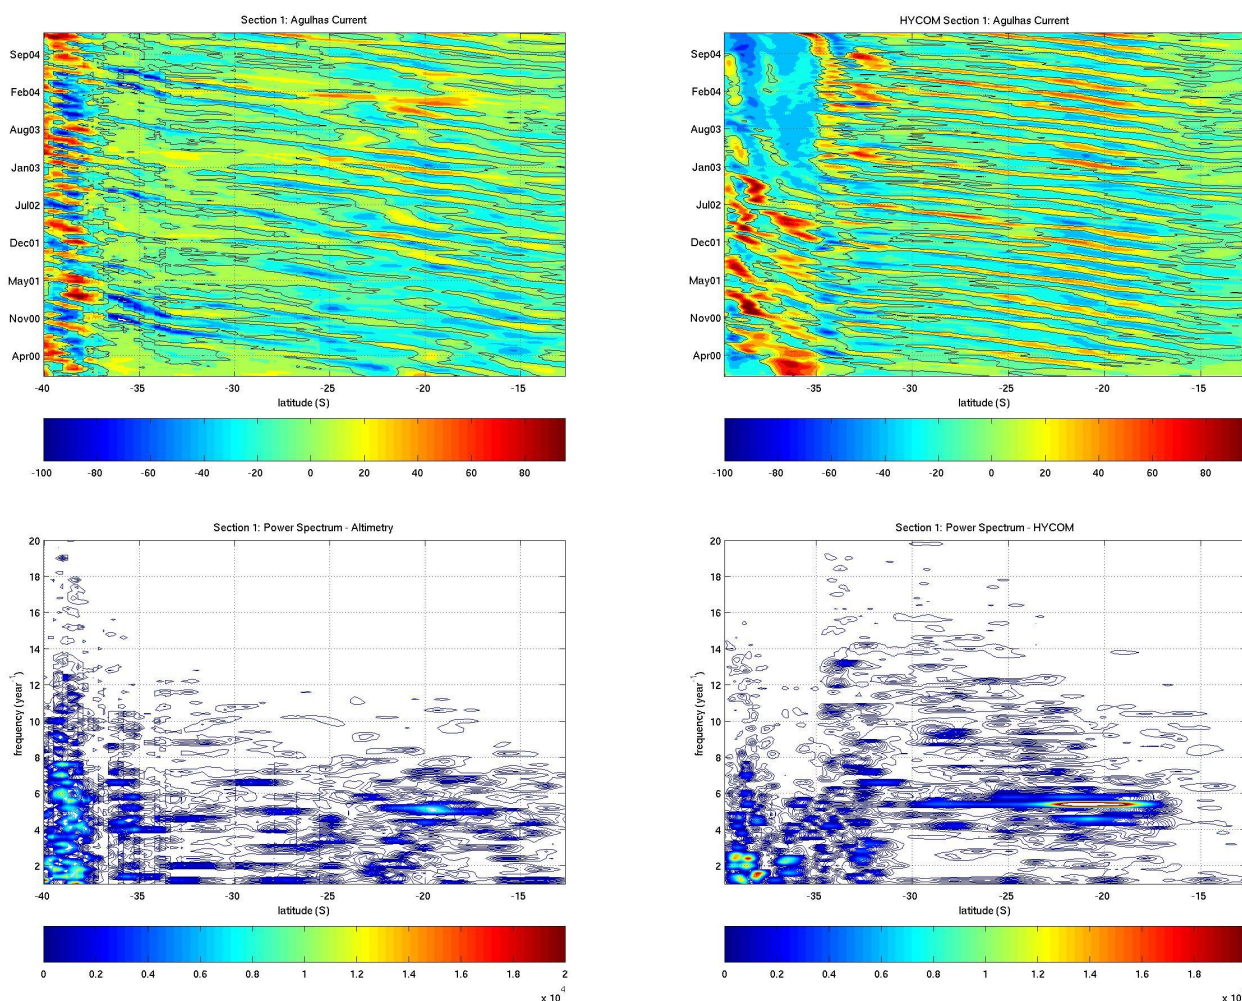 Section 1: Agulhas Current
Sep04
Feb04
Aug03
Jan03
Jul02
Dec01
May01
Nov00
Apr00
-40 -35 -30 -25 -20 -15
latitude (S)
-100 -80 -60 -40 -20 0 20 40 60 80
HYCOM Section 1: Agulhas Current
Sep04
Feb04
Aug03
Jan03
Jul02
Dec01
May01
Nov00
Apr00
-35 -30 -25 -20 -15
latitude (S)
-100 -80 -60 -40 -20 0 20 40 60 80
Section 1: Power Spectrum - Altimetry
frequency (year⁻¹)
20
18
16
14
12
10
8
6
4
2
-40 -35 -30 -25 -20 -15
latitude (S)
0 0.2 0.4 0.6 0.8 1 1.2 1.4 1.6 1.8 2
x 10⁴
Section 1: Power Spectrum - HYCOM
frequency (year⁻¹)
20
18
16
14
12
10
8
6
4
2
-35 -30 -25 -20 -15
latitude (S)
0 0.2 0.4 0.6 0.8 1 1.2 1.4 1.6 1.8
x 10